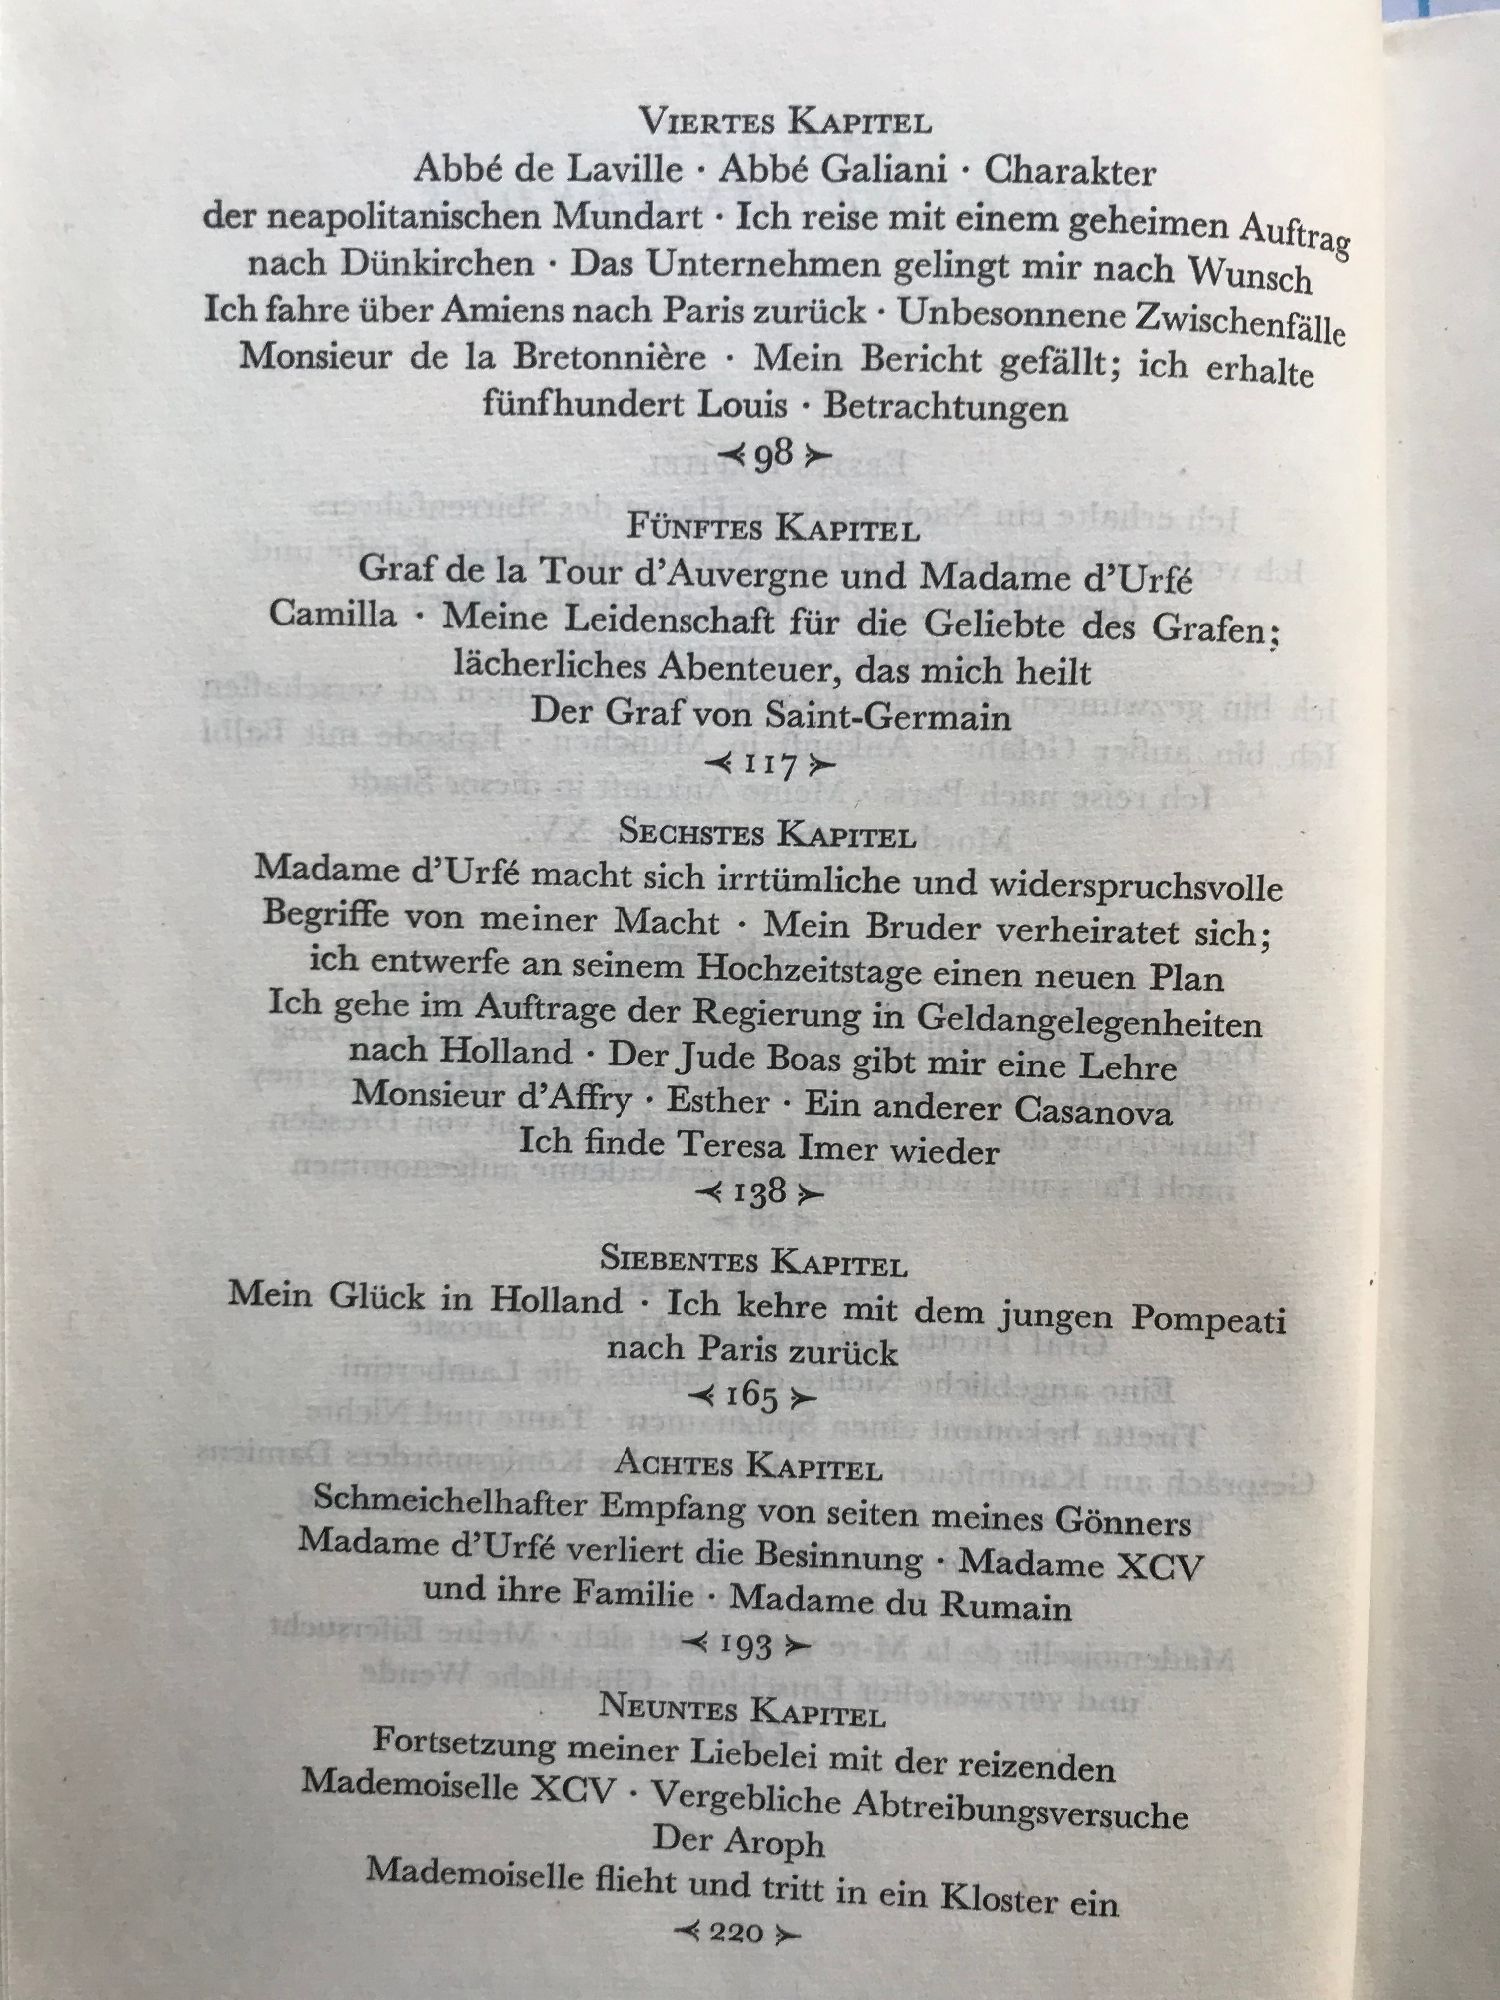 Viertes Kapitel
Abbé de Laville · Abbé Galiani · Charakter
der neapolitanischen Mundart · Ich reise mit einem geheimen Auftrag
nach Dünkirchen · Das Unternehmen gelingt mir nach Wunsch
Ich fahre über Amiens nach Paris zurück · Unbesonnene Zwischenfälle
Monsieur de la Bretonnière · Mein Bericht gefällt; ich erhalte
fünfhundert Louis · Betrachtungen
98
Fünftes Kapitel
Graf de la Tour d'Auvergne und Madame d'Urfé
Camilla · Meine Leidenschaft für die Geliebte des Grafen;
lächerliches Abenteuer, das mich heilt
Der Graf von Saint-Germain
117
Sechstes Kapitel
Madame d'Urfé macht sich irrtümliche und widerspruchsvolle
Begriffe von meiner Macht · Mein Bruder verheiratet sich;
ich entwerfe an seinem Hochzeitstage einen neuen Plan
Ich gehe im Auftrage der Regierung in Geldangelegenheiten
nach Holland · Der Jude Boas gibt mir eine Lehre
Monsieur d'Affry · Esther · Ein anderer Casanova
Ich finde Teresa Imer wieder
138
Siebentes Kapitel
Mein Glück in Holland · Ich kehre mit dem jungen Pompeati
nach Paris zurück
165
Achtes Kapitel
Schmeichelhafter Empfang von seiten meines Gönners
Madame d'Urfé verliert die Besinnung · Madame XCV
und ihre Familie · Madame du Rumain
193
Neuntes Kapitel
Fortsetzung meiner Liebelei mit der reizenden
Mademoiselle XCV · Vergebliche Abtreibungsversuche
Der Aroph
Mademoiselle flieht und tritt in ein Kloster ein
220